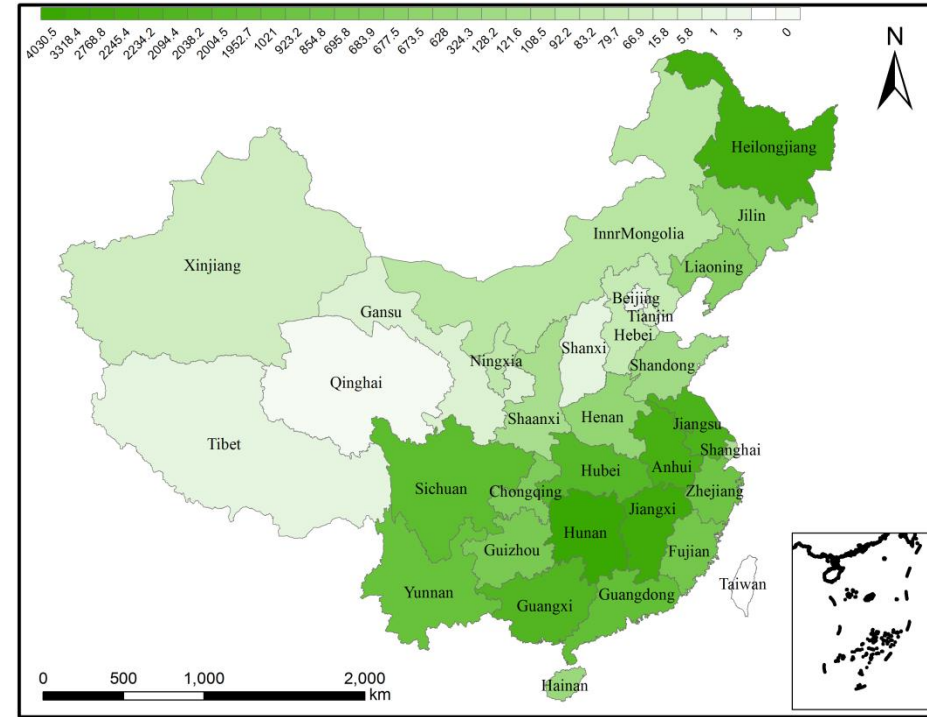 4030.5 3318.4 2768.8 2245.4 2234.2 2094.4 2038.2 2004.5 1952.7 1021 923.2 854.8 695.8 683.9 677.5 673.5 628 324.3 128.2 121.6 108.5 92.2 83.2 79.7 66.9 15.8 5.8 1 .3 0
N
Heilongjiang
Jilin
InnrMongolia
Liaoning
Xinjiang
Beijing
Gansu
Tianjin
Hebei
Shanxi
Ningxia
Shandong
Qinghai
Shaanxi
Henan
Jiangsu
Tibet
Shanghai
Hubei
Anhui
Sichuan
Chongqing
Zhejiang
Jiangxi
Hunan
Guizhou
Fujian
Taiwan
Yunnan
Guangxi
Guangdong
Hainan
0 500 1,000 2,000
km